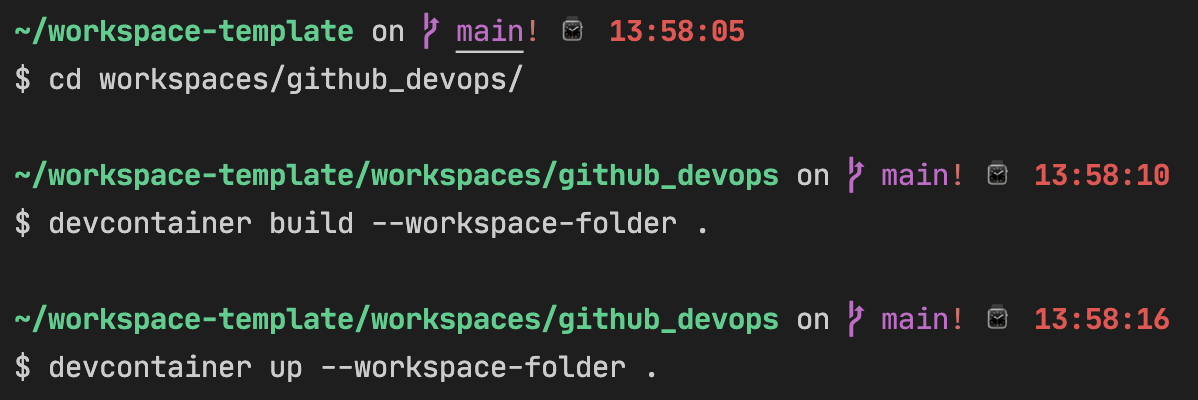 ~/workspace-template on main! 13:58:05
$ cd workspaces/github_devops/
~/workspace-template/workspaces/github_devops on main! 13:58:10
$ devcontainer build --workspace-folder .
~/workspace-template/workspaces/github_devops on main! 13:58:16
$ devcontainer up --workspace-folder .